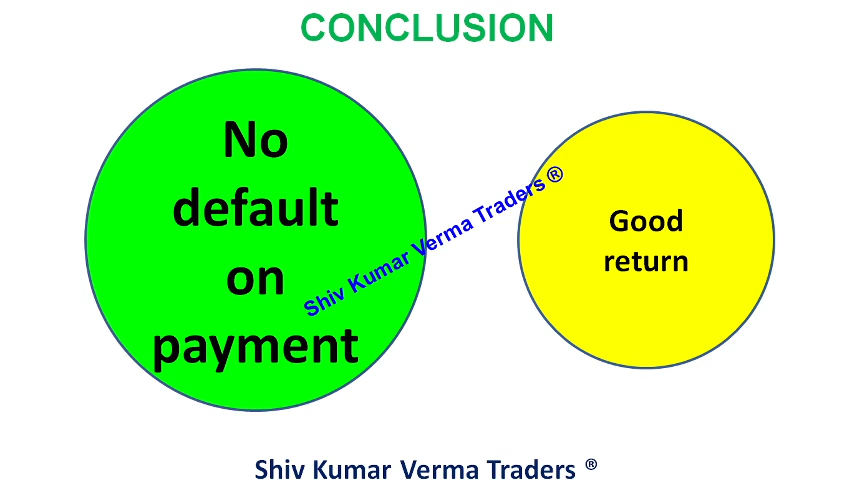 CONCLUSION
No
default
on
payment
Good
return
Shiv Kumar Verma Traders ®
Shiv Kumar Verma Traders ®